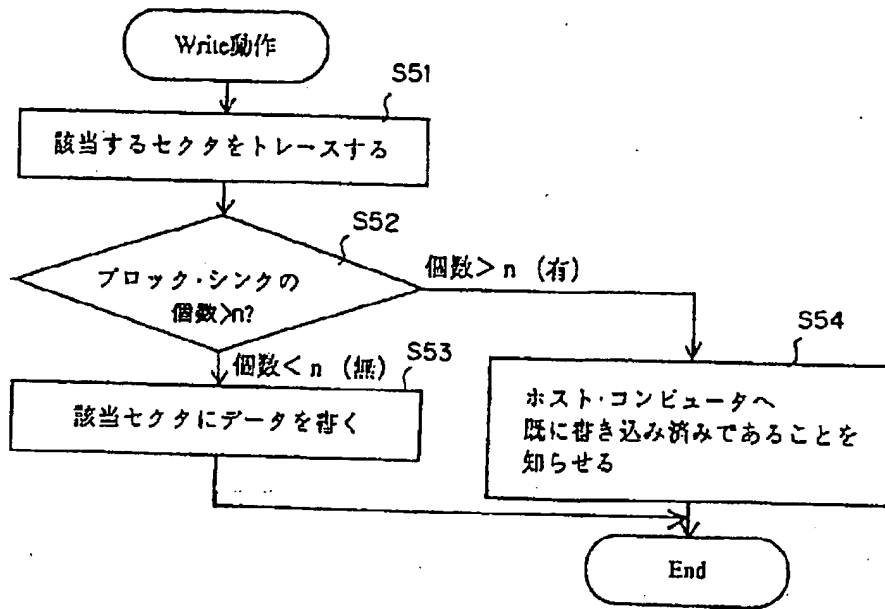 Write動作
S51
該当するセクタをトレースする
S52
ブロック・シンクの
個数>n?
個数>n (有)
個数<n (無)
S53
該当セクタにデータを書く
S54
ホスト・コンピュータへ
既に書き込み済みであることを
知らせる
End